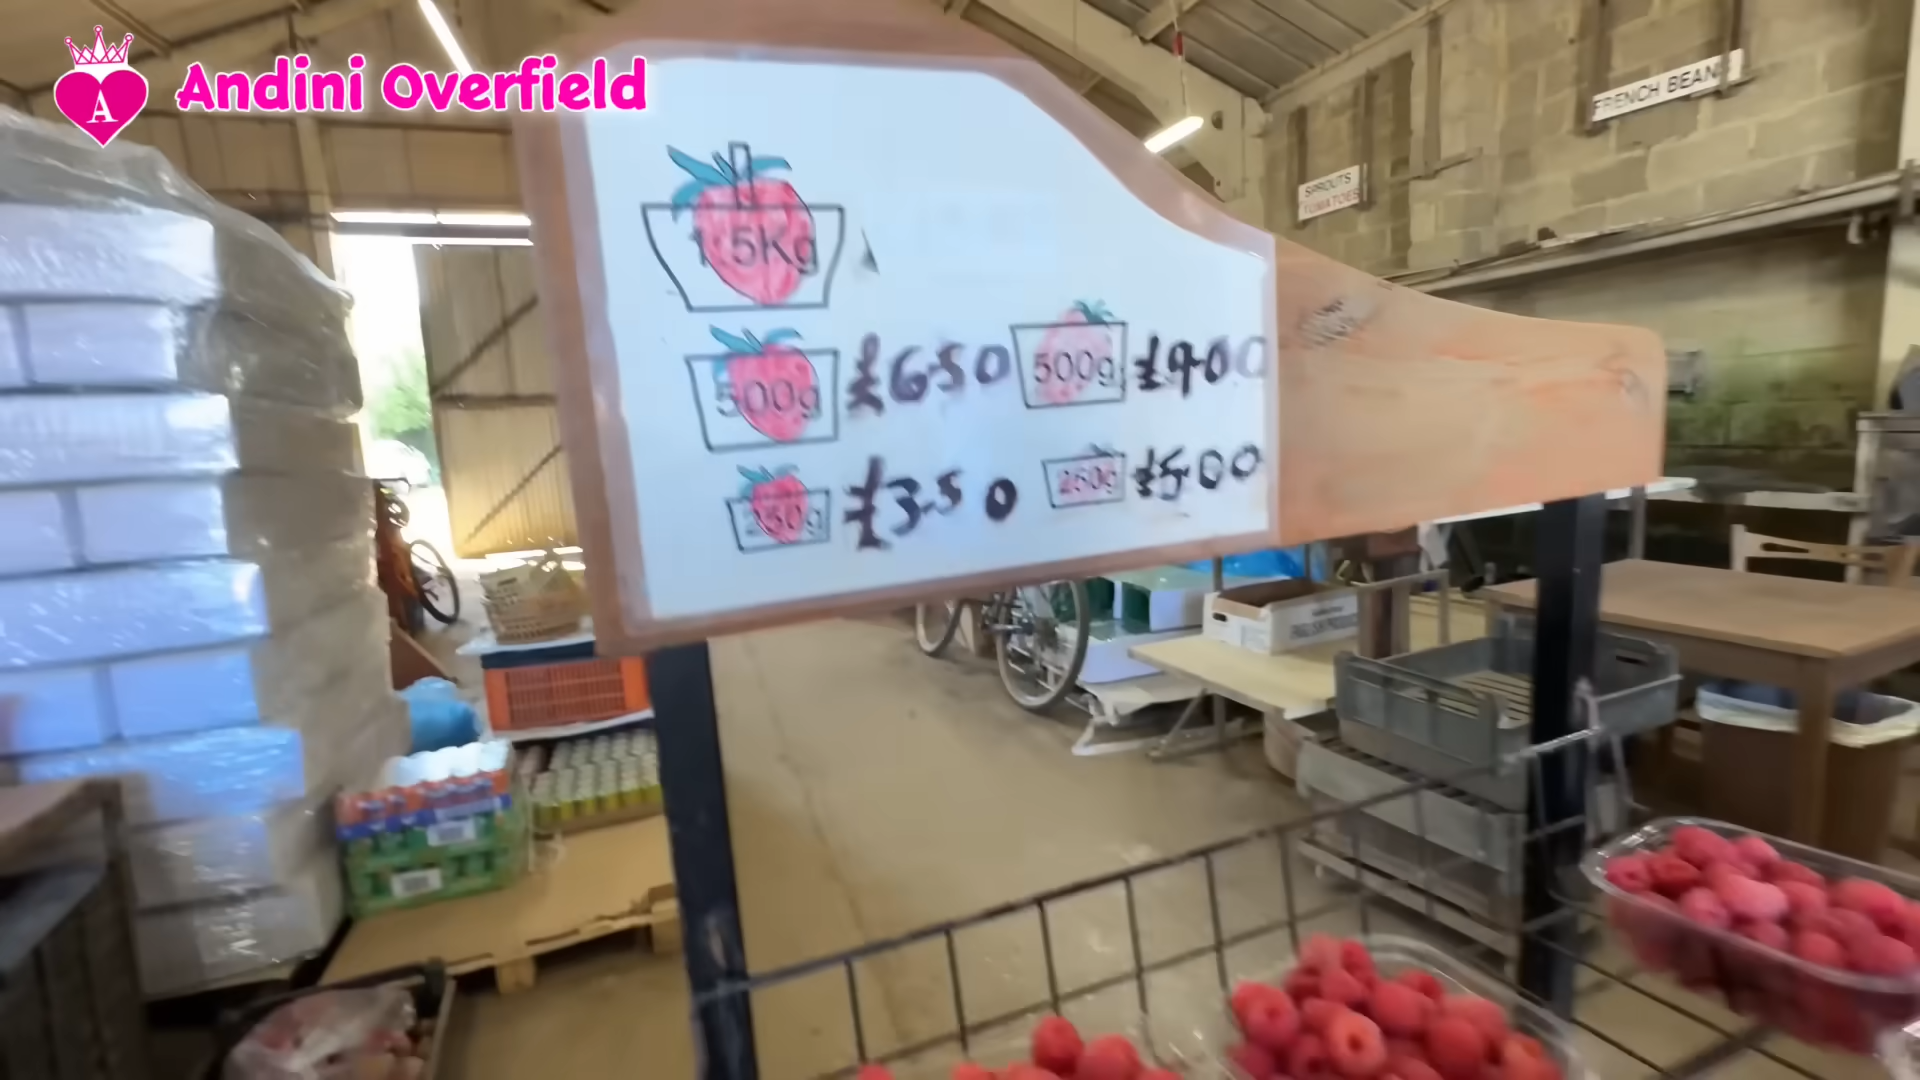 A
Andini Overfield
FRENCH BEANS
SPROUTS
TOMATOES
1.5Kg
500g £6.50
500g £9.00
250g £3.50
250g £5.00